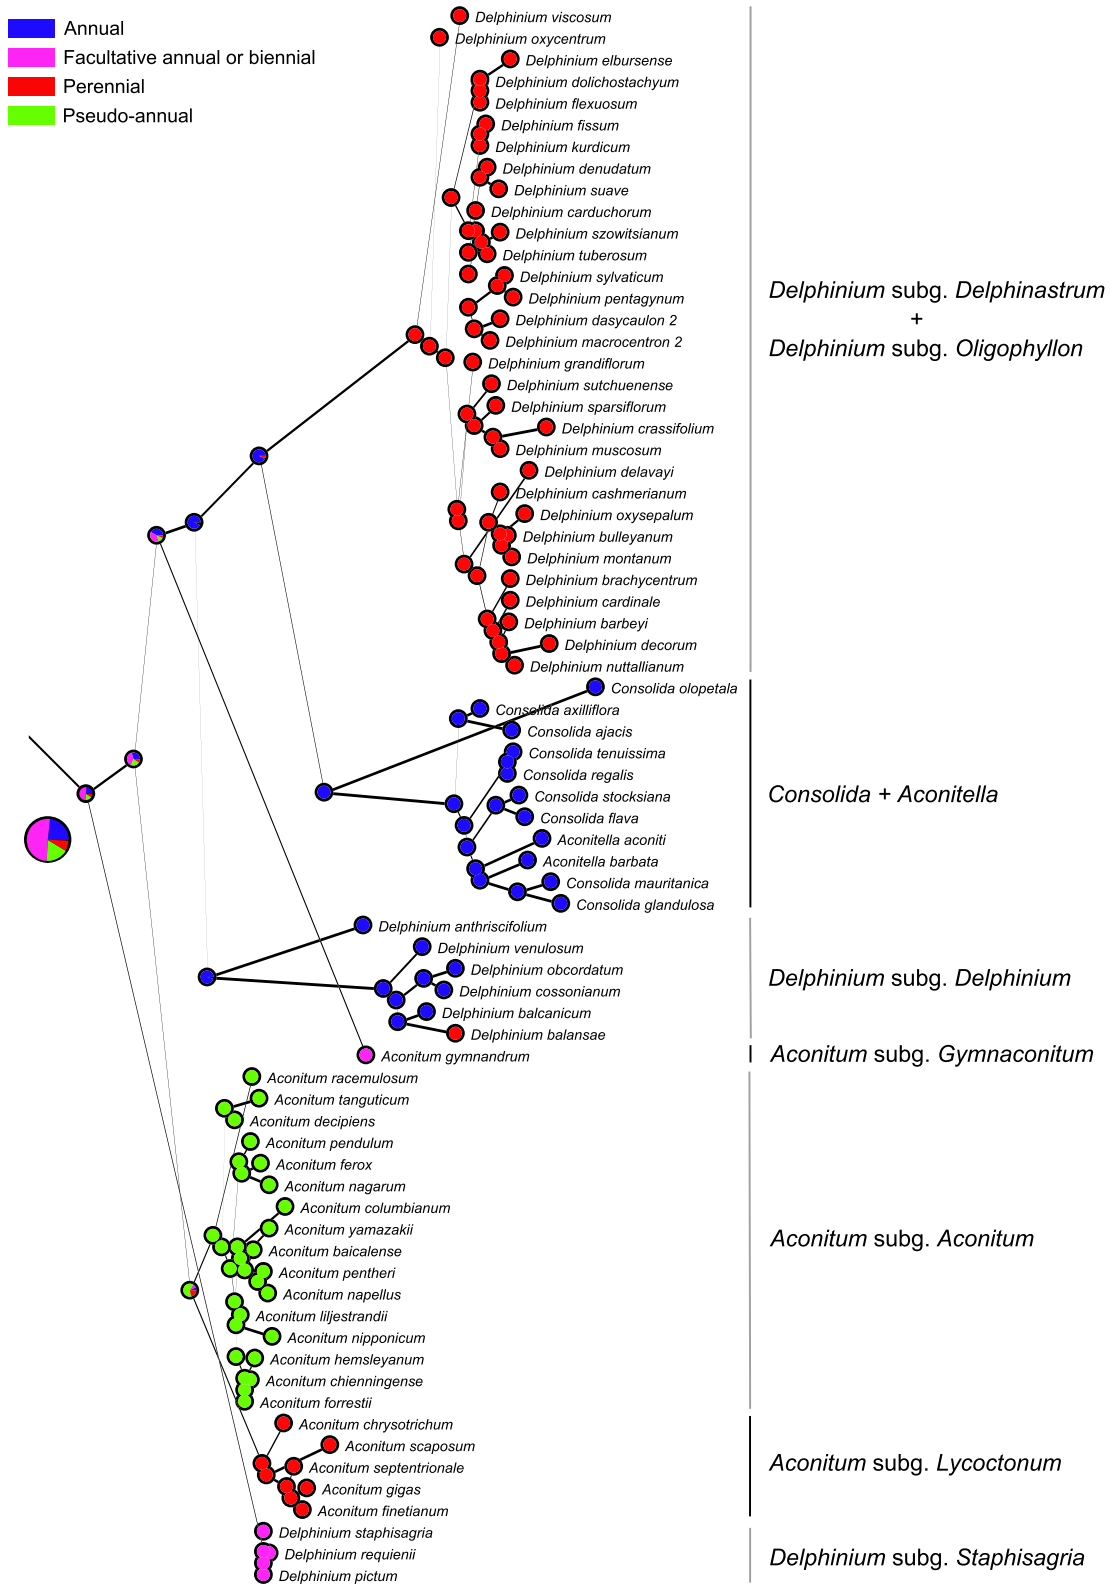 Annual
Facultative annual or biennial
Perennial
Pseudo-annual
Delphinium viscosum
Delphinium oxycentrum
Delphinium elbursense
Delphinium dolichostachyum
Delphinium flexuosum
Delphinium fissum
Delphinium kurdicum
Delphinium denudatum
Delphinium suave
Delphinium carduchorum
Delphinium szowitsianum
Delphinium tuberosum
Delphinium sylvaticum
Delphinium pentagynum
Delphinium dasycaulon 2
Delphinium macrocentron 2
Delphinium grandiflorum
Delphinium sutchuenense
Delphinium sparsiflorum
Delphinium crassifolium
Delphinium muscosum
Delphinium delavayi
Delphinium cashmerianum
Delphinium oxysepalum
Delphinium bulleyanum
Delphinium montanum
Delphinium brachycentrum
Delphinium cardinale
Delphinium barbeyi
Delphinium decorum
Delphinium nuttallianum
Delphinium subg. Delphinastrum
+
Delphinium subg. Oligophyllon
Consolida olopetala
Consolida axilliflora
Consolida ajacis
Consolida tenuissima
Consolida regalis
Consolida stocksiana
Consolida flava
Aconitella aconiti
Aconitella barbata
Consolida mauritanica
Consolida glandulosa
Consolida + Aconitella
Delphinium anthriscifolium
Delphinium venulosum
Delphinium obcordatum
Delphinium cossonianum
Delphinium balcanicum
Delphinium balansae
Delphinium subg. Delphinium
Aconitum gymnandrum
Aconitum subg. Gymnaconitum
Aconitum racemulosum
Aconitum tanguticum
Aconitum decipiens
Aconitum pendulum
Aconitum ferox
Aconitum nagarum
Aconitum columbianum
Aconitum yamazakii
Aconitum baicalense
Aconitum pentheri
Aconitum napellus
Aconitum liljestrandii
Aconitum nipponicum
Aconitum hemsleyanum
Aconitum chienningense
Aconitum forrestii
Aconitum subg. Aconitum
Aconitum chrysotrichum
Aconitum scaposum
Aconitum septentrionale
Aconitum gigas
Aconitum finetianum
Aconitum subg. Lycoctonum
Delphinium staphisagria
Delphinium requienii
Delphinium pictum
Delphinium subg. Staphisagria